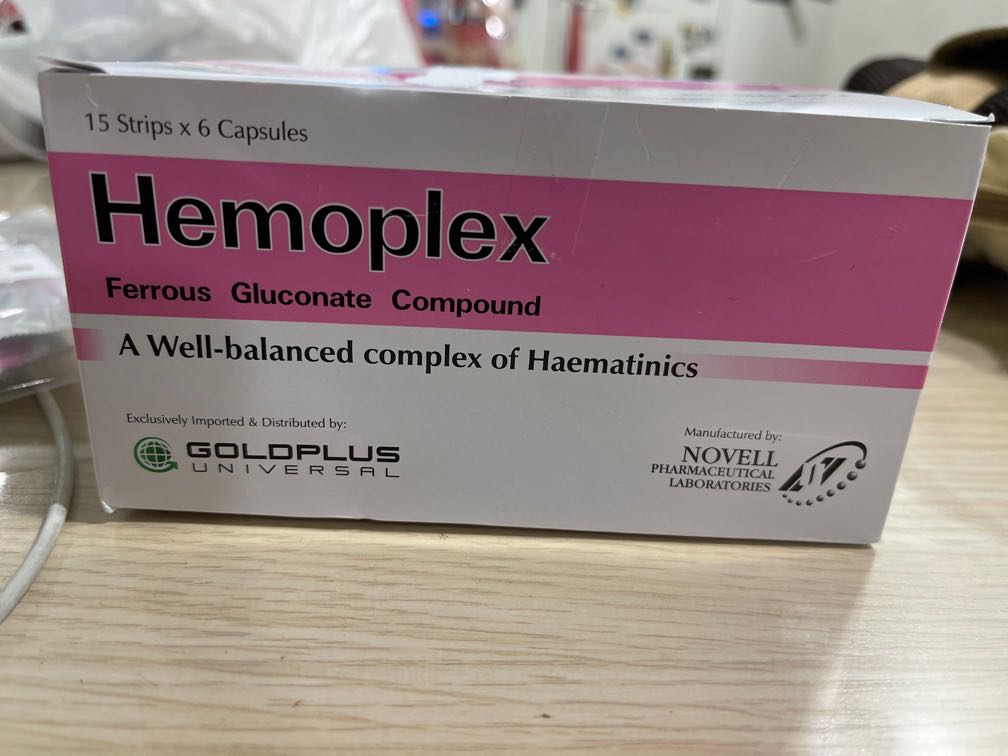 15 Strips x 6 Capsules
Hemoplex
Ferrous Gluconate Compound
A Well-balanced complex of Haematinics
Exclusively Imported & Distributed by:
GOLDPLUS
UNIVERSAL
Manufactured by:
NOVELL
PHARMACEUTICAL
LABORATORIES